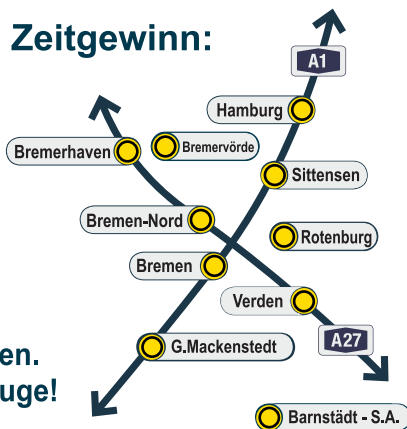 Zeitgewinn:
A1
Hamburg
Bremerhaven
Bremervörde
Sittensen
Bremen-Nord
Rotenburg
Bremen
Verden
G.Mackenstedt
A27
en.
uge!
Barnstädt - S.A.